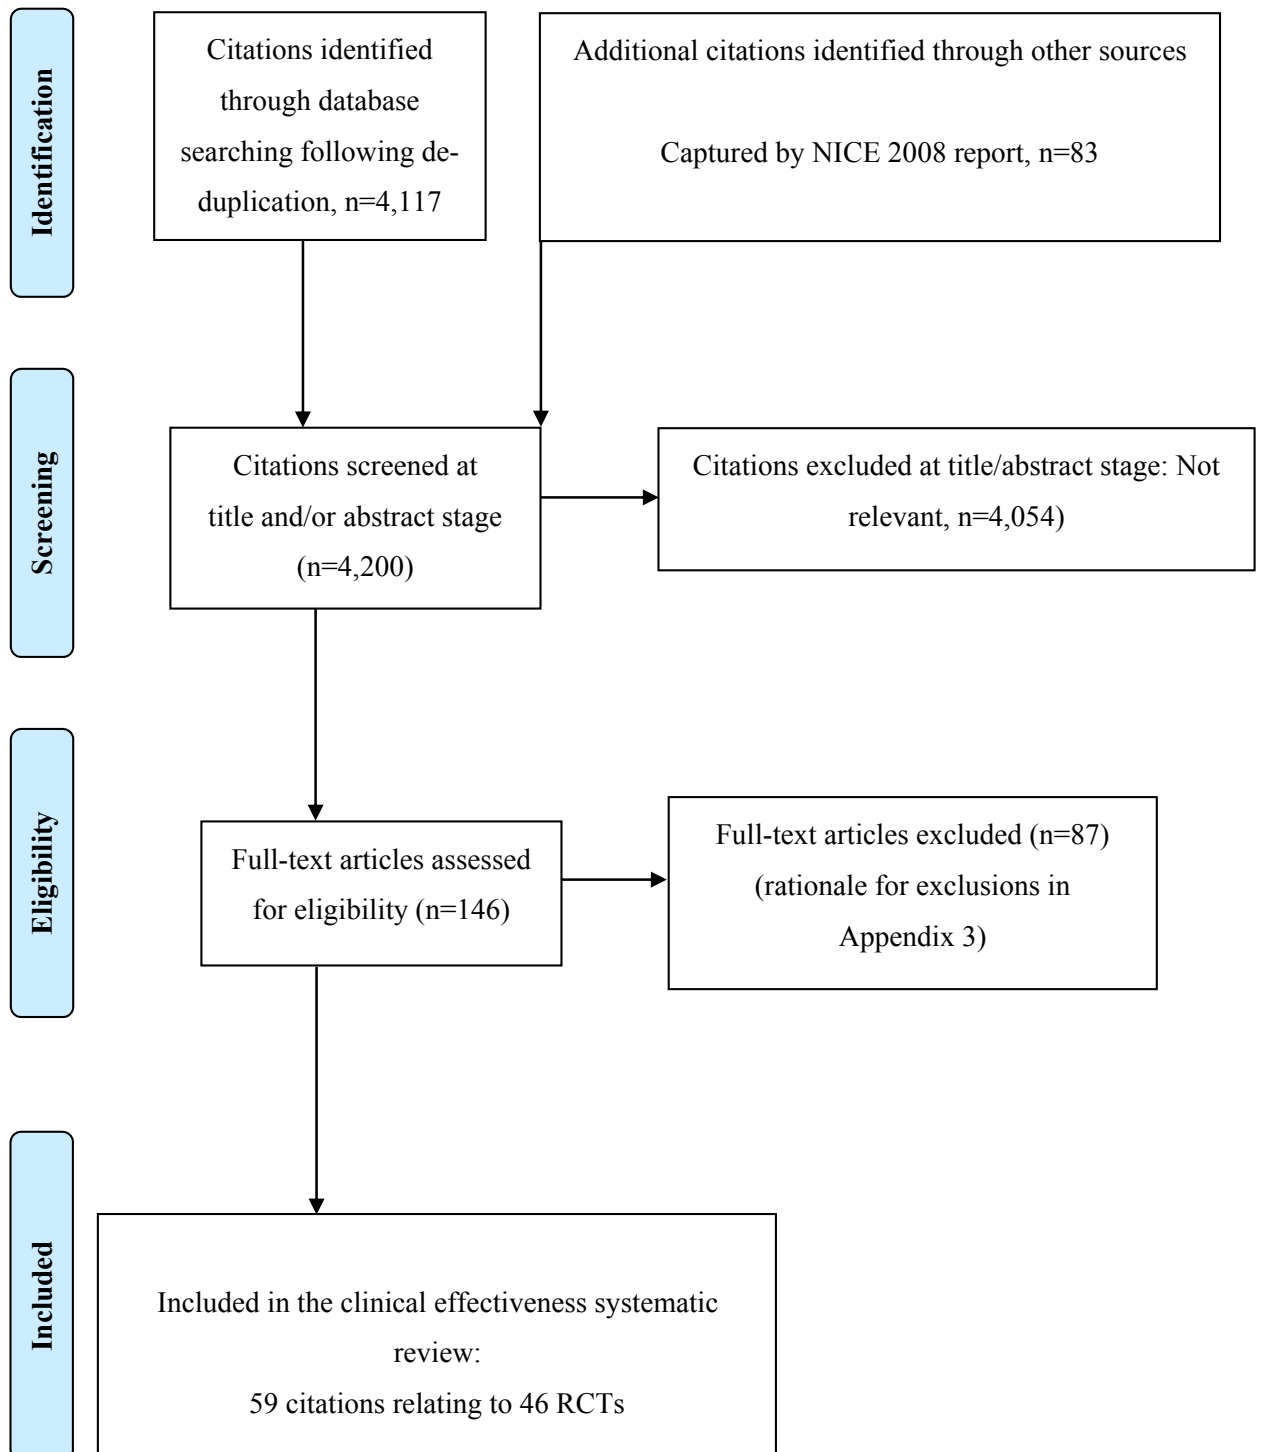 Identification
Citations identified
through database
searching following de-
duplication, n=4,117
Additional citations identified through other sources
Captured by NICE 2008 report, n=83
Screening
Citations screened at
title and/or abstract stage
(n=4,200)
Citations excluded at title/abstract stage: Not
relevant, n=4,054)
Eligibility
Full-text articles assessed
for eligibility (n=146)
Full-text articles excluded (n=87)
(rationale for exclusions in
Appendix 3)
Included
Included in the clinical effectiveness systematic
review:
59 citations relating to 46 RCTs